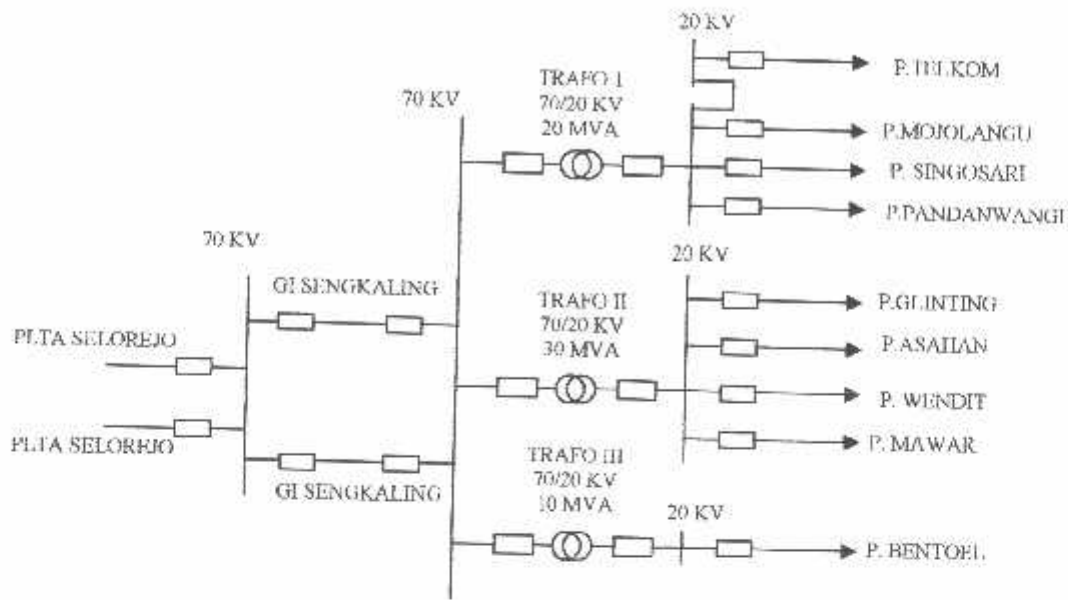 20 KV
P.TELKOM
TRAFO I
70/20 KV
20 MVA
70 KV
P.MOJOLANGU
P. SINGOSARI
P.PANDANWANGI
70 KV
20 KV
GI SENGKALING
TRAFO II
70/20 KV
30 MVA
P.GLINTING
PLTA SELOREJO
P.ASAHAN
P. WENDIT
PLTA SELOREJO
P. MAWAR
TRAFO III
70/20 KV
10 MVA
GI SENGKALING
20 KV
P. BENTOEL